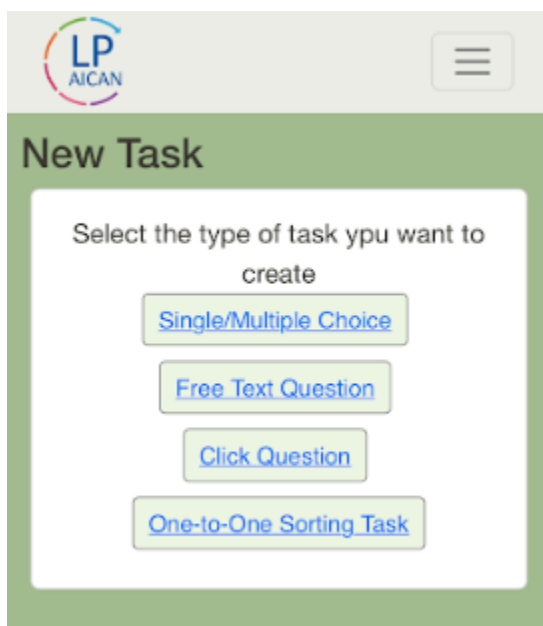 LP
AICAN
New Task
Select the type of task ypu want to
create
Single/Multiple Choice
Free Text Question
Click Question
One-to-One Sorting Task